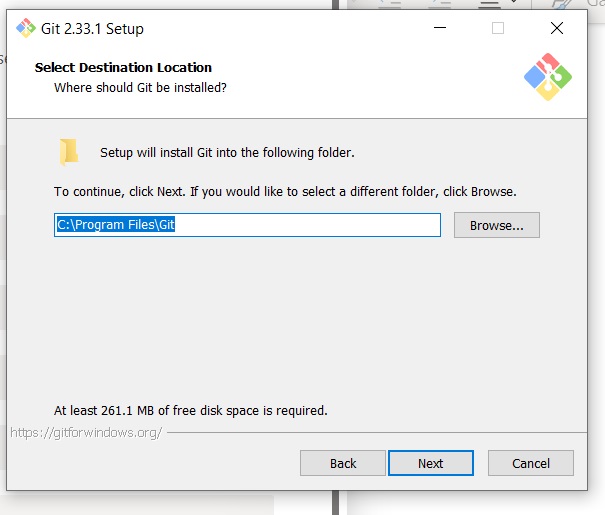 Git 2.33.1 Setup
Select Destination Location
Where should Git be installed?
Setup will install Git into the following folder.
To continue, click Next. If you would like to select a different folder, click Browse.
C:\Program Files\Git
Browse...
At least 261.1 MB of free disk space is required.
https://gitforwindows.org/
Back
Next
Cancel